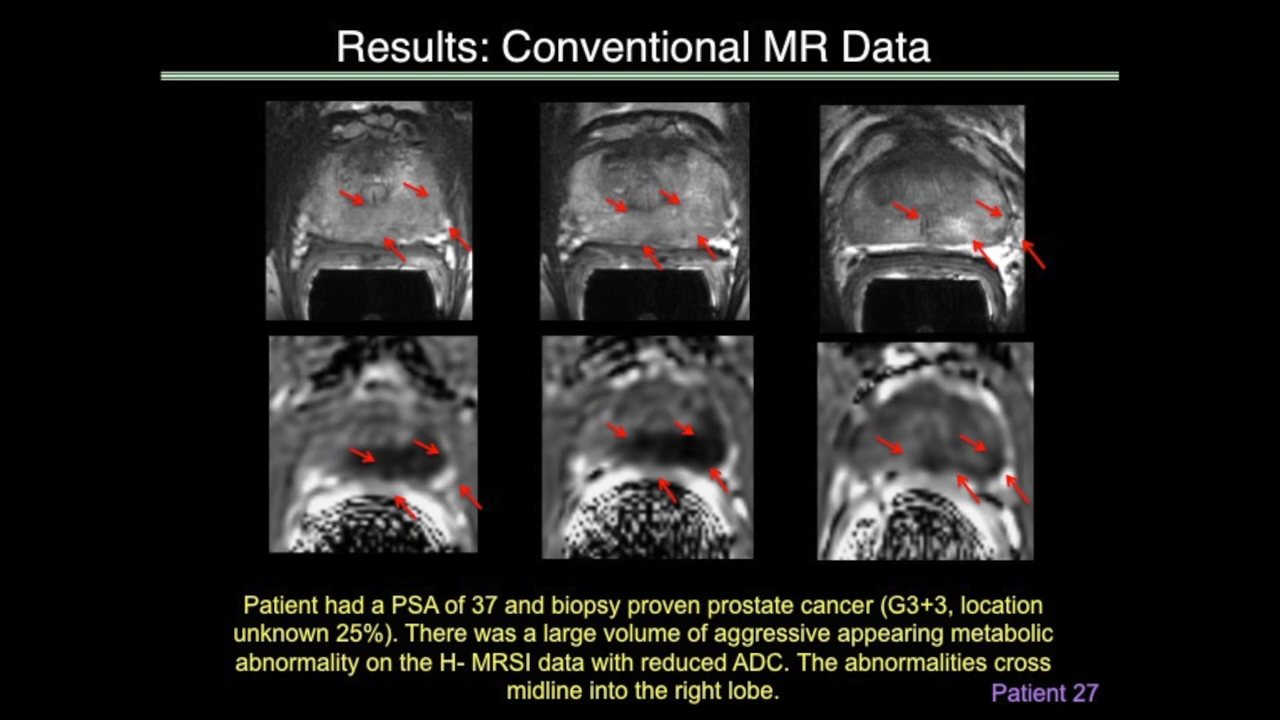 Results: Conventional MR Data
Patient had a PSA of 37 and biopsy proven prostate cancer (G3+3, location
unknown 25%). There was a large volume of aggressive appearing metabolic
abnormality on the H- MRSI data with reduced ADC. The abnormalities cross
midline into the right lobe.
Patient 27